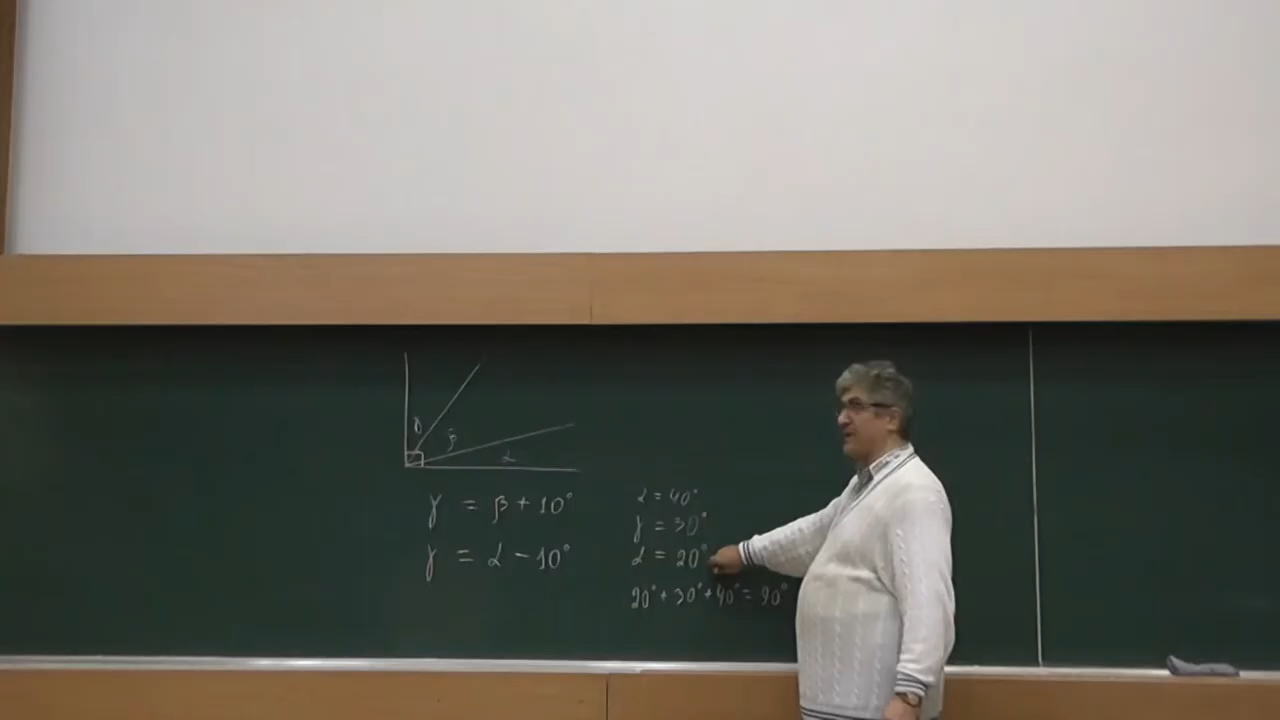 γ
β
α
γ = β + 10°
γ = α - 10°
α = 40°
γ = 30°
α = 20°
20° + 30° + 40° = 90°